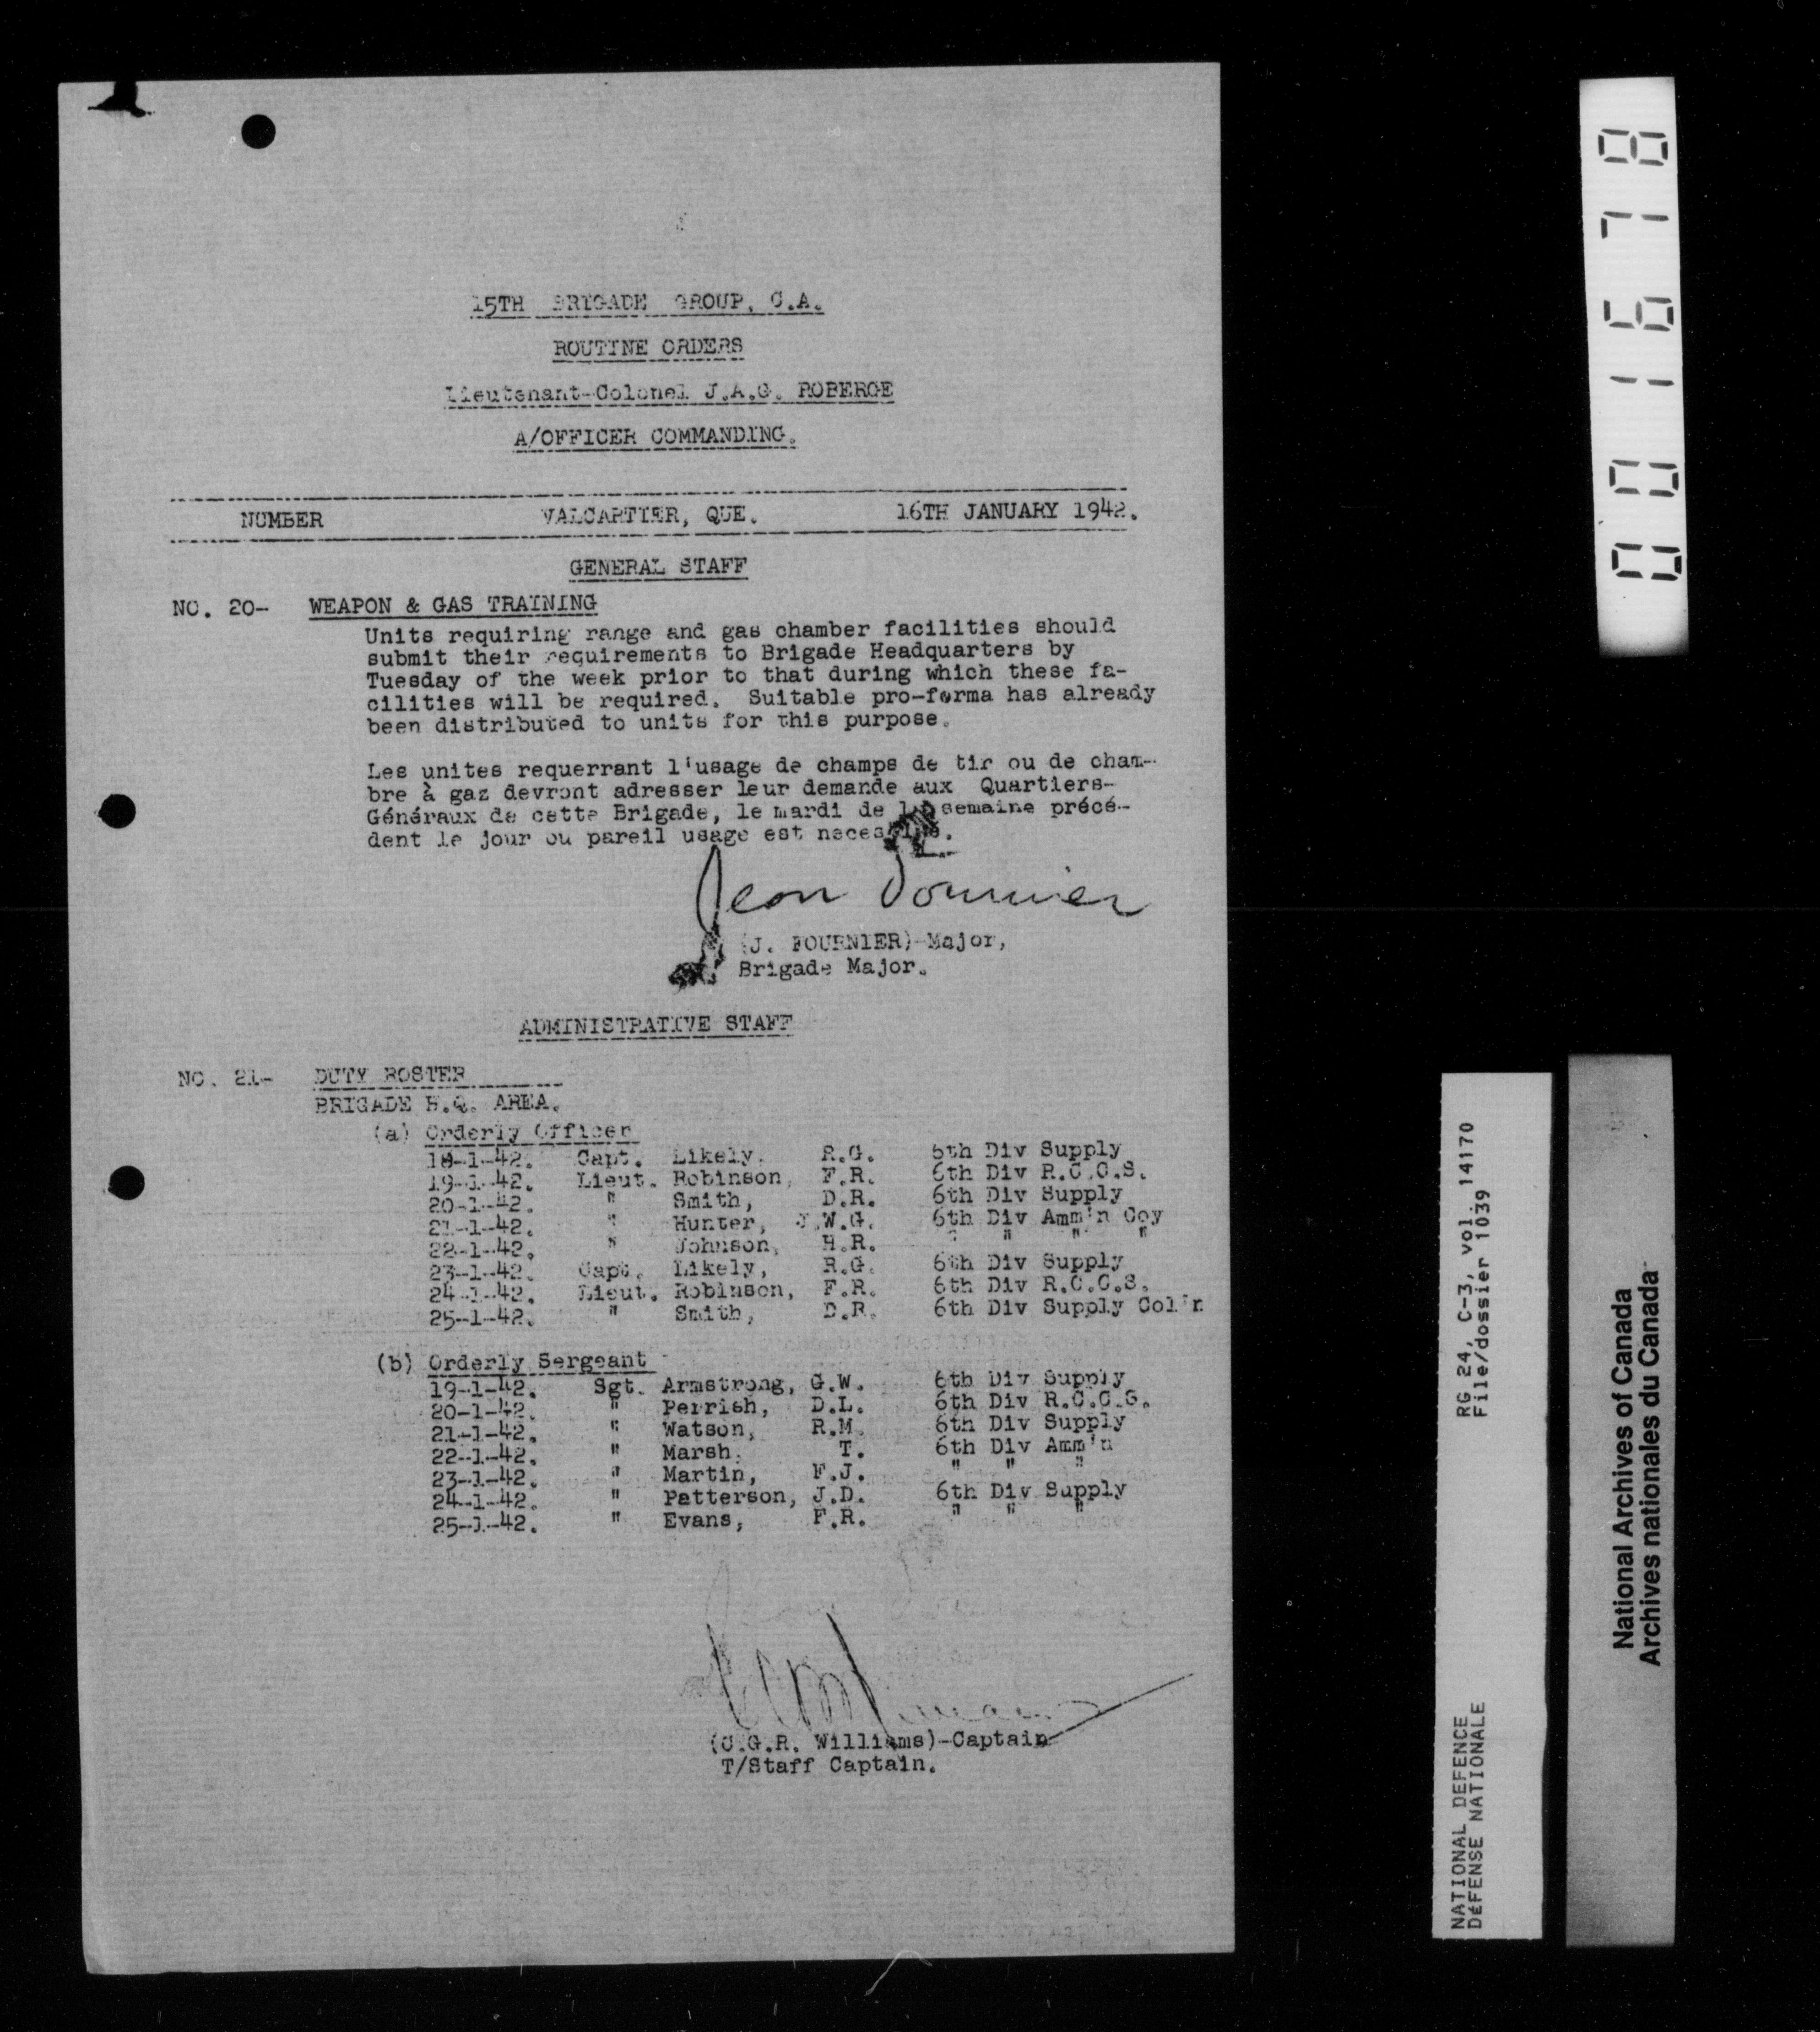 15TH BRIGADE GROUP, C.A.
ROUTINE ORDERS
Lieutenant-Colonel J.A.G. ROBERGE
A/OFFICER COMMANDING.
NUMBER VALCARTIER, QUE. 16TH JANUARY 1942.
GENERAL STAFF
NO. 20- WEAPON & GAS TRAINING
Units requiring range and gas chamber facilities should
submit their requirements to Brigade Headquarters by
Tuesday of the week prior to that during which these fa-
cilities will be required. Suitable pro-forma has already
been distributed to units for this purpose.
Les unites requerrant l'usage de champs de tir ou de cham-
bre à gaz devront adresser leur demande aux Quartiers-
Généraux de cette Brigade, le mardi de la semaine précé-
dent le jour ou pareil usage est
Jean Fournier
(J. FOURNIER)-Major,
Brigade Major.
ADMINISTRATIVE STAFF
NO. 21- DUTY ROSTER
BRIGADE H.Q. AREA.
(a) Orderly Officer
18-1-42. Capt. Likely, R.G. 6th Div Supply
19-1-42. Lieut. Robinson, F.R. 6th Div R.C.C.S.
20-1-42. " Smith, D.R. 6th Div Supply
21-1-42. " Hunter, J.W.G. 6th Div Amm'n Coy
22-1-42. " Johnson, H.R. " " " "
23-1-42. Capt. Likely, R.G. 6th Div Supply
24-1-42. Lieut. Robinson, F.R. 6th Div R.C.C.S.
25-1-42. " Smith, D.R. 6th Div Supply Col'n
(b) Orderly Sergeant
19-1-42. Sgt. Armstrong, G.W. 6th Div Supply
20-1-42. " Perrish, D.L. 6th Div R.C.C.S.
21-1-42. " Watson, R.M. 6th Div Supply
22-1-42. " Marsh, T. 6th Div Amm'n
23-1-42. " Martin, F.J. " " "
24-1-42. " Patterson, J.D. 6th Div Supply
25-1-42. " Evans, F.R. " " "
(C.G.R. Williams)-Captain
T/Staff Captain.
001678
RG 24, C-3, vol. 14170
File/dossier 1039
NATIONAL DEFENCE
DÉFENSE NATIONALE
National Archives of Canada
Archives nationales du Canada